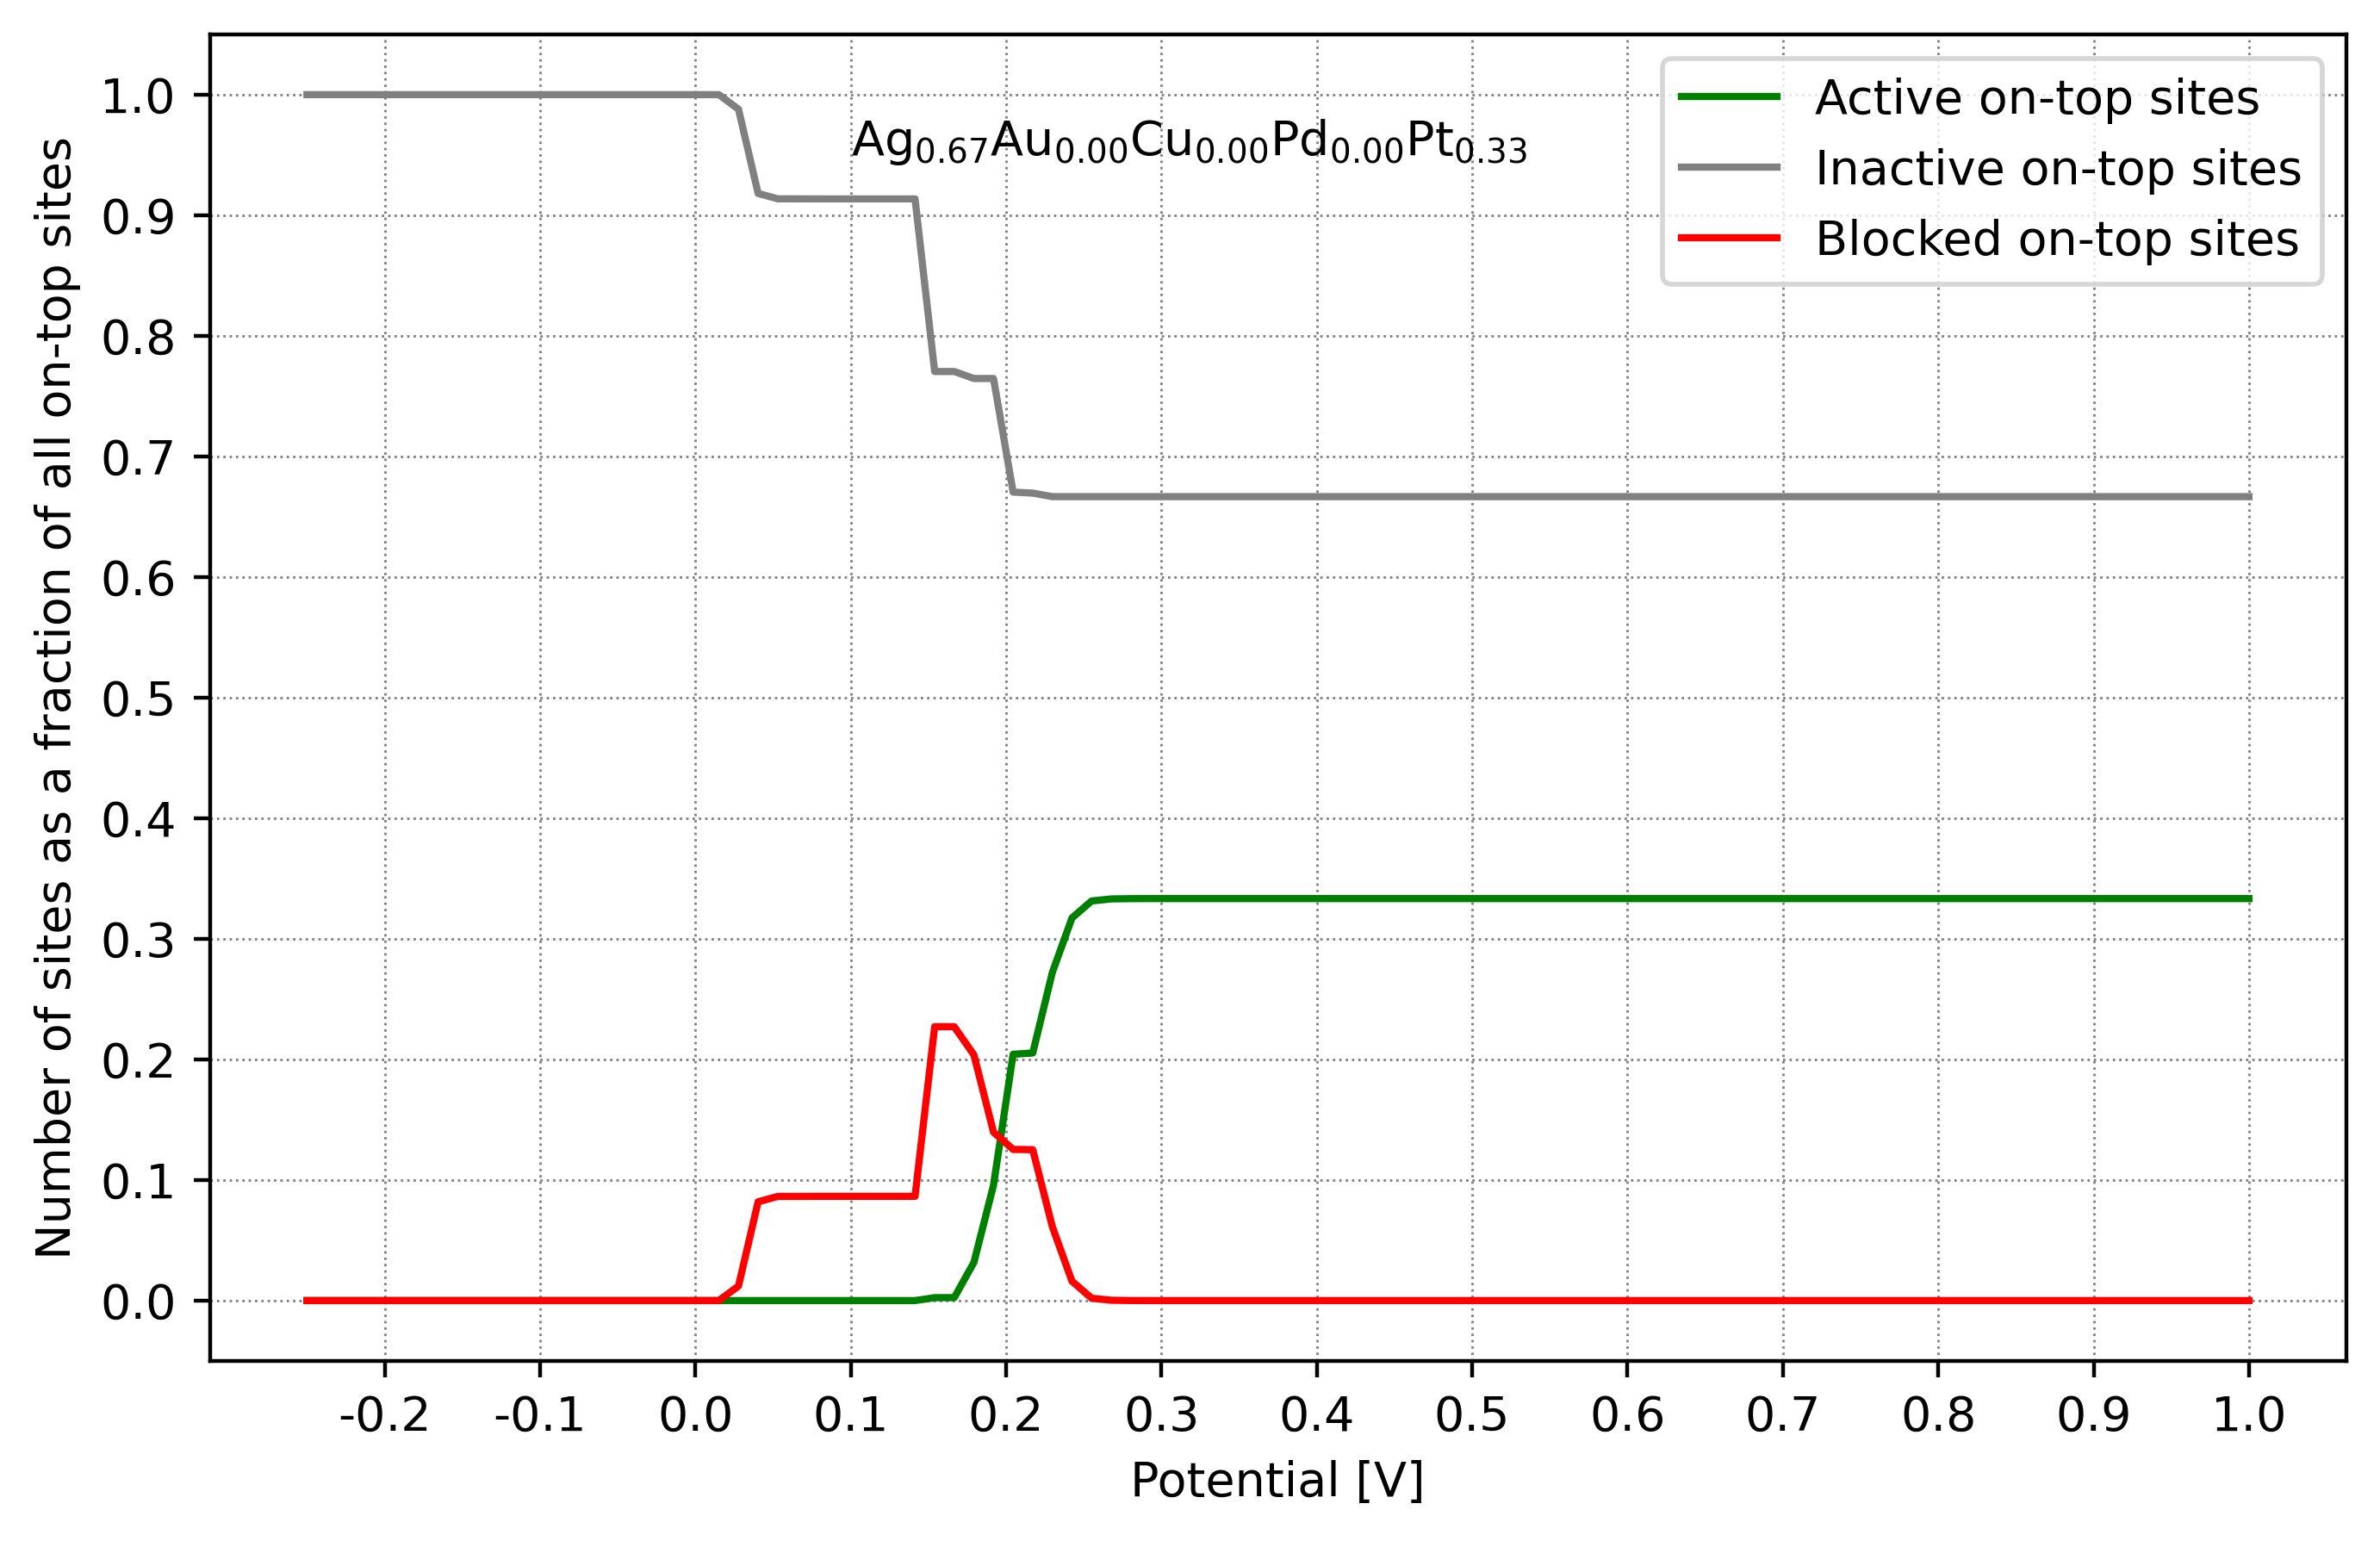 Number of sites as a fraction of all on-top sites
1.0
0.9
0.8
0.7
0.6
0.5
0.4
0.3
0.2
0.1
0.0
Ag0.67Au0.00Cu0.00Pd0.00Pt0.33
Active on-top sites
Inactive on-top sites
Blocked on-top sites
-0.2 -0.1 0.0 0.1 0.2 0.3 0.4 0.5 0.6 0.7 0.8 0.9 1.0
Potential [V]